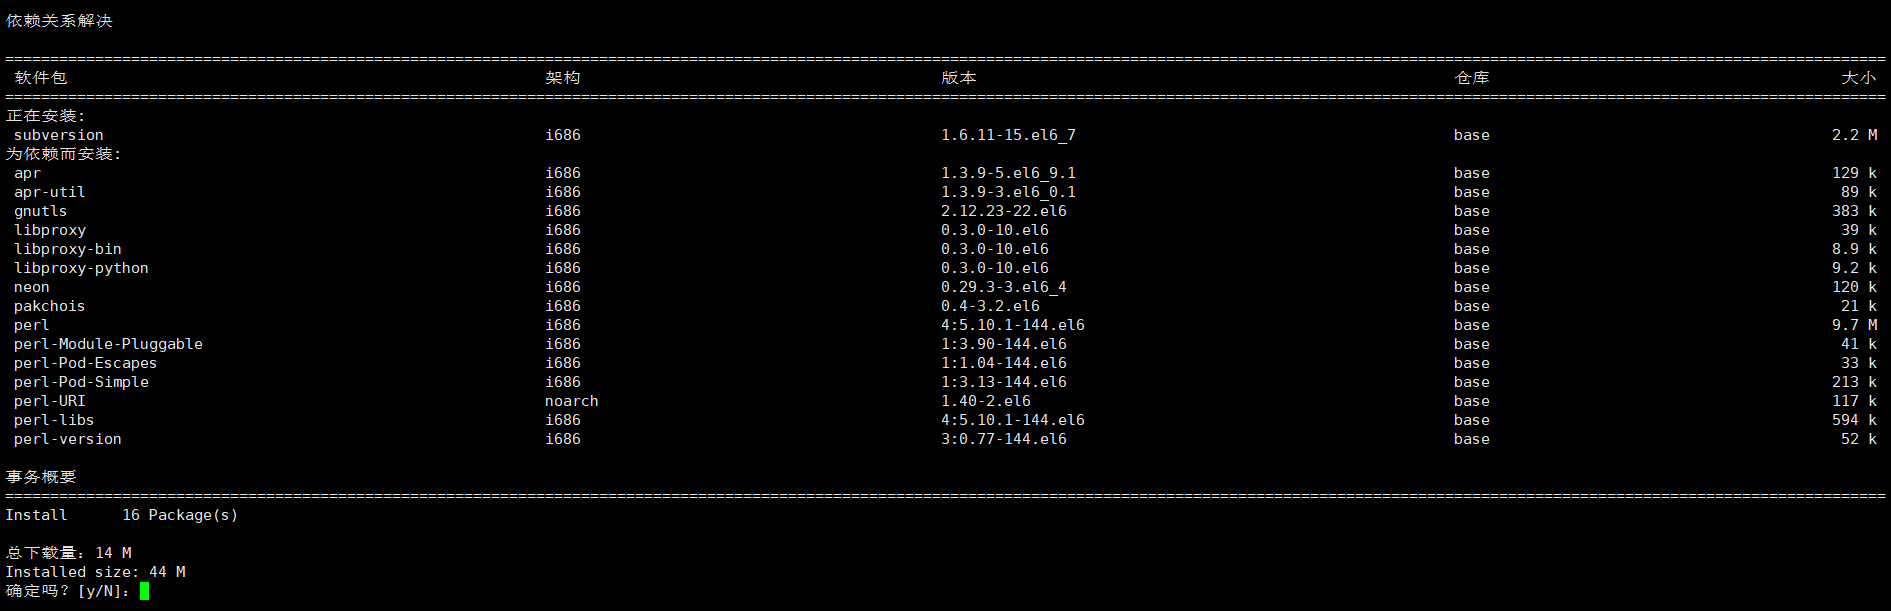 依赖关系解决
================================================================================
软件包 架构 版本 仓库 大小
================================================================================
正在安装:
subversion i686 1.6.11-15.el6_7 base 2.2 M
为依赖而安装:
apr i686 1.3.9-5.el6_9.1 base 129 k
apr-util i686 1.3.9-3.el6_0.1 base 89 k
gnutls i686 2.12.23-22.el6 base 383 k
libproxy i686 0.3.0-10.el6 base 39 k
libproxy-bin i686 0.3.0-10.el6 base 8.9 k
libproxy-python i686 0.3.0-10.el6 base 9.2 k
neon i686 0.29.3-3.el6_4 base 120 k
pakchois i686 0.4-3.2.el6 base 21 k
perl i686 4:5.10.1-144.el6 base 9.7 M
perl-Module-Pluggable i686 1:3.90-144.el6 base 41 k
perl-Pod-Escapes i686 1:1.04-144.el6 base 33 k
perl-Pod-Simple i686 1:3.13-144.el6 base 213 k
perl-URI noarch 1.40-2.el6 base 117 k
perl-libs i686 4:5.10.1-144.el6 base 594 k
perl-version i686 3:0.77-144.el6 base 52 k
事务概要
================================================================================
Install 16 Package(s)
总下载量：14 M
Installed size: 44 M
确定吗？[y/N]：